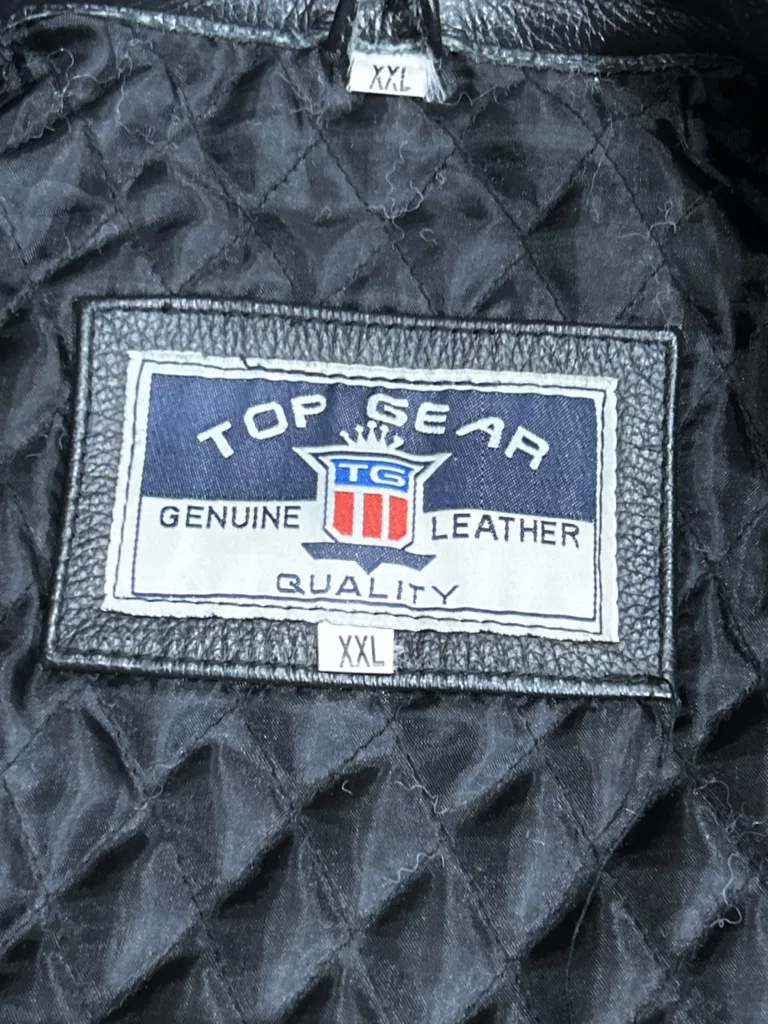 XXL
TOP GEAR
TG
GENUINE LEATHER
QUALITY
XXL